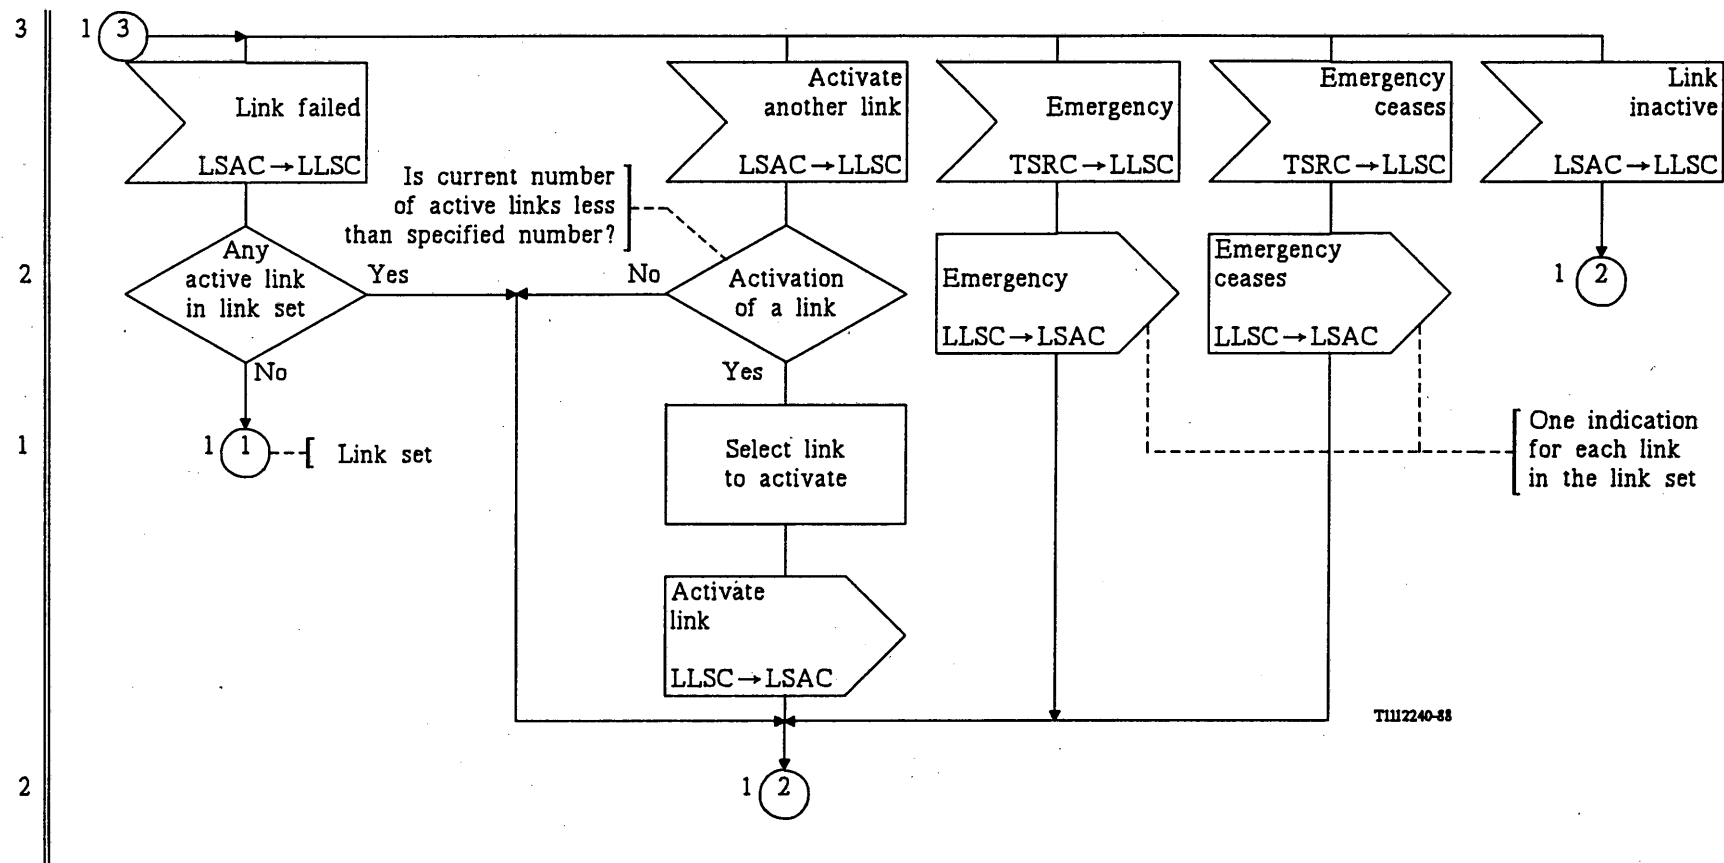 3
1 3
Link failed
LSAC→LLSC
Activate
another link
LSAC→LLSC
Emergency
TSRC→LLSC
Emergency
ceases
TSRC→LLSC
Link
inactive
LSAC→LLSC
Is current number
of active links less
than specified number?
2
Any
active link
in link set
Yes
No
No
Activation
of a link
Yes
Emergency
LLSC→LSAC
Emergency
ceases
LLSC→LSAC
1 2
1
1 1
Link set
Select link
to activate
One indication
for each link
in the link set
Activate
link
LLSC→LSAC
T1112240-88
2
1 2